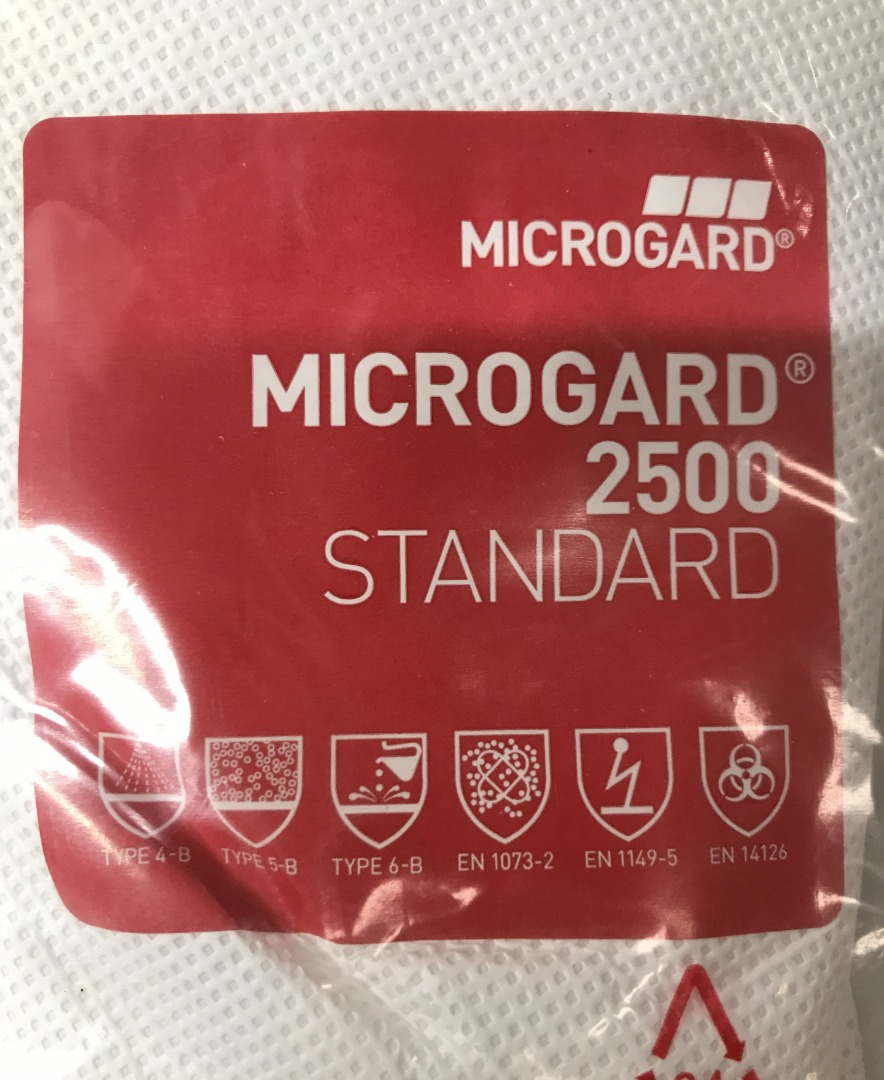 MICROGARD®
MICROGARD®
2500
STANDARD
TYPE 4-B
TYPE 5-B
TYPE 6-B
EN 1073-2
EN 1149-5
EN 14126